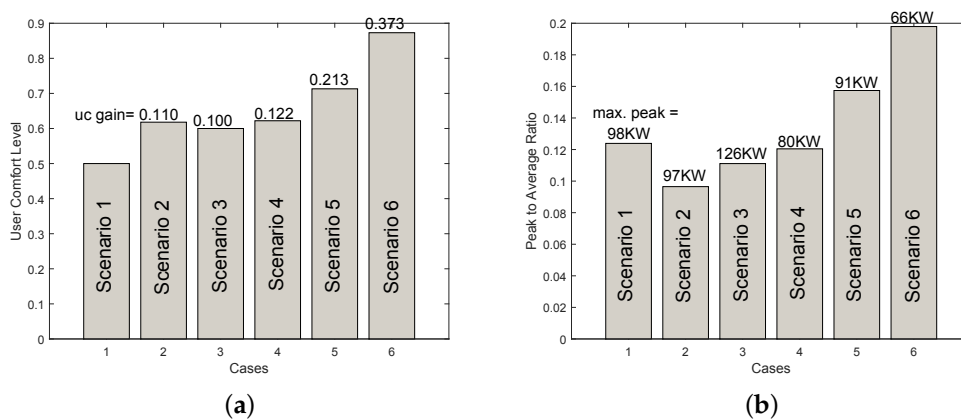 0.9
0.8
0.7
0.6
0.5
0.4
0.3
0.2
0.1
0
User Comfort Level
uc gain=
0.110
0.100
0.122
0.213
0.373
Scenario 1
Scenario 2
Scenario 3
Scenario 4
Scenario 5
Scenario 6
1 2 3 4 5 6
Cases
(a)
0.2
0.18
0.16
0.14
0.12
0.1
0.08
0.06
0.04
0.02
0
Peak to Average Ratio
max. peak =
98KW
97KW
126KW
80KW
91KW
66KW
Scenario 1
Scenario 2
Scenario 3
Scenario 4
Scenario 5
Scenario 6
1 2 3 4 5 6
Cases
(b)